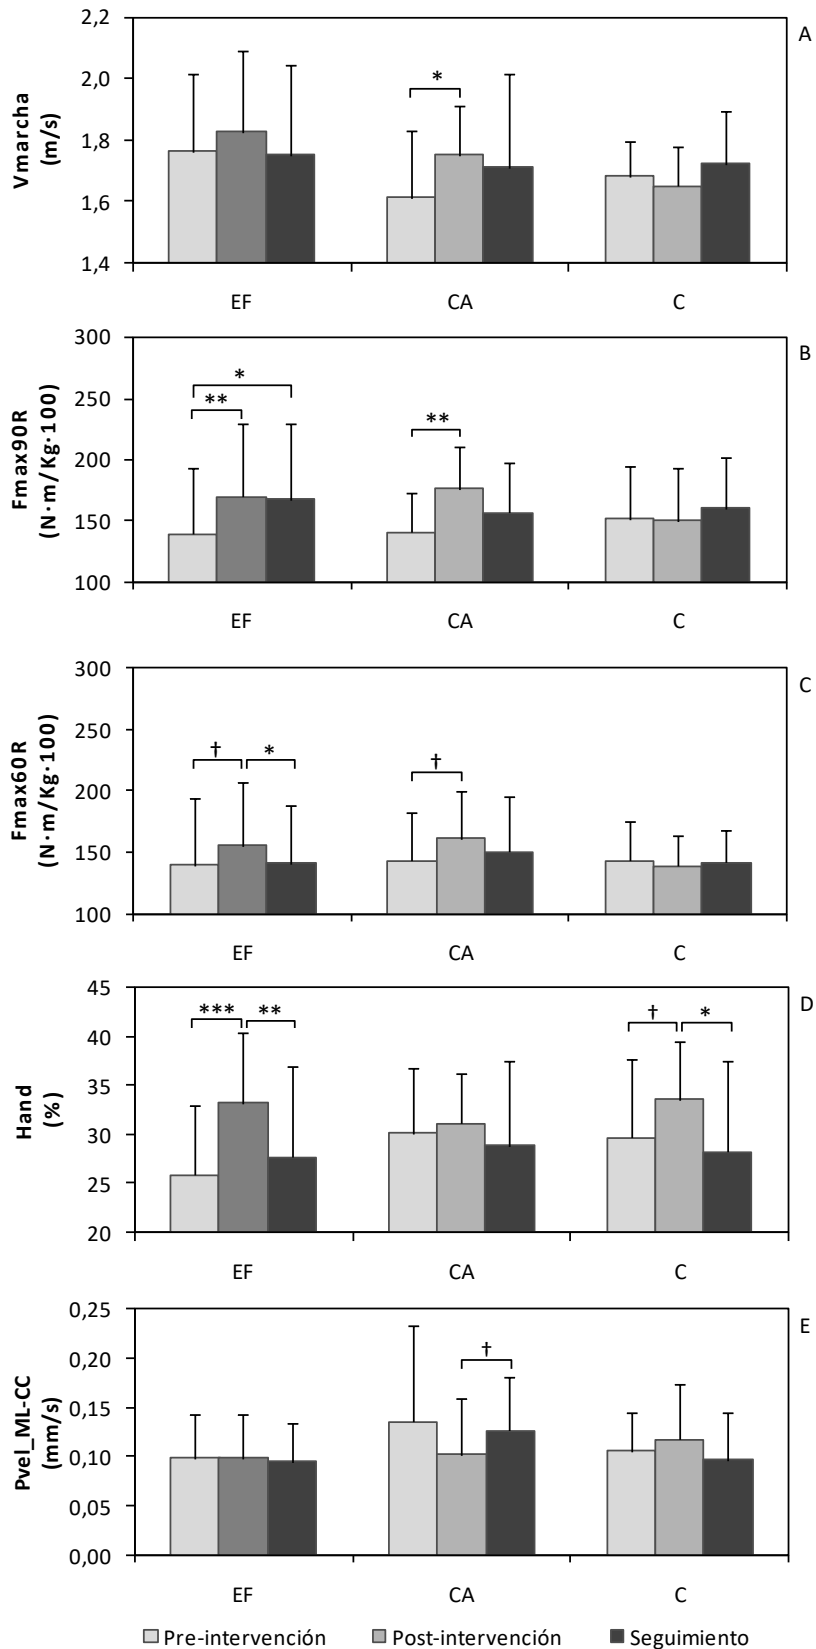 2,2
A
2,0
*
Vmarcha
(m/s)
1,8
1,6
1,4
EF
CA
C
300
B
250
*
**
**
Fmax90R
(N·m/Kg·100)
200
150
100
EF
CA
C
300
C
250
†
*
†
Fmax60R
(N·m/Kg·100)
200
150
100
EF
CA
C
45
D
***
**
†
*
40
35
Hand
(%)
30
25
20
EF
CA
C
0,25
E
0,20
†
0,15
Pvel_ML-CC
(mm/s)
0,10
0,05
0,00
EF
CA
C
Pre-intervención Post-intervención Seguimiento